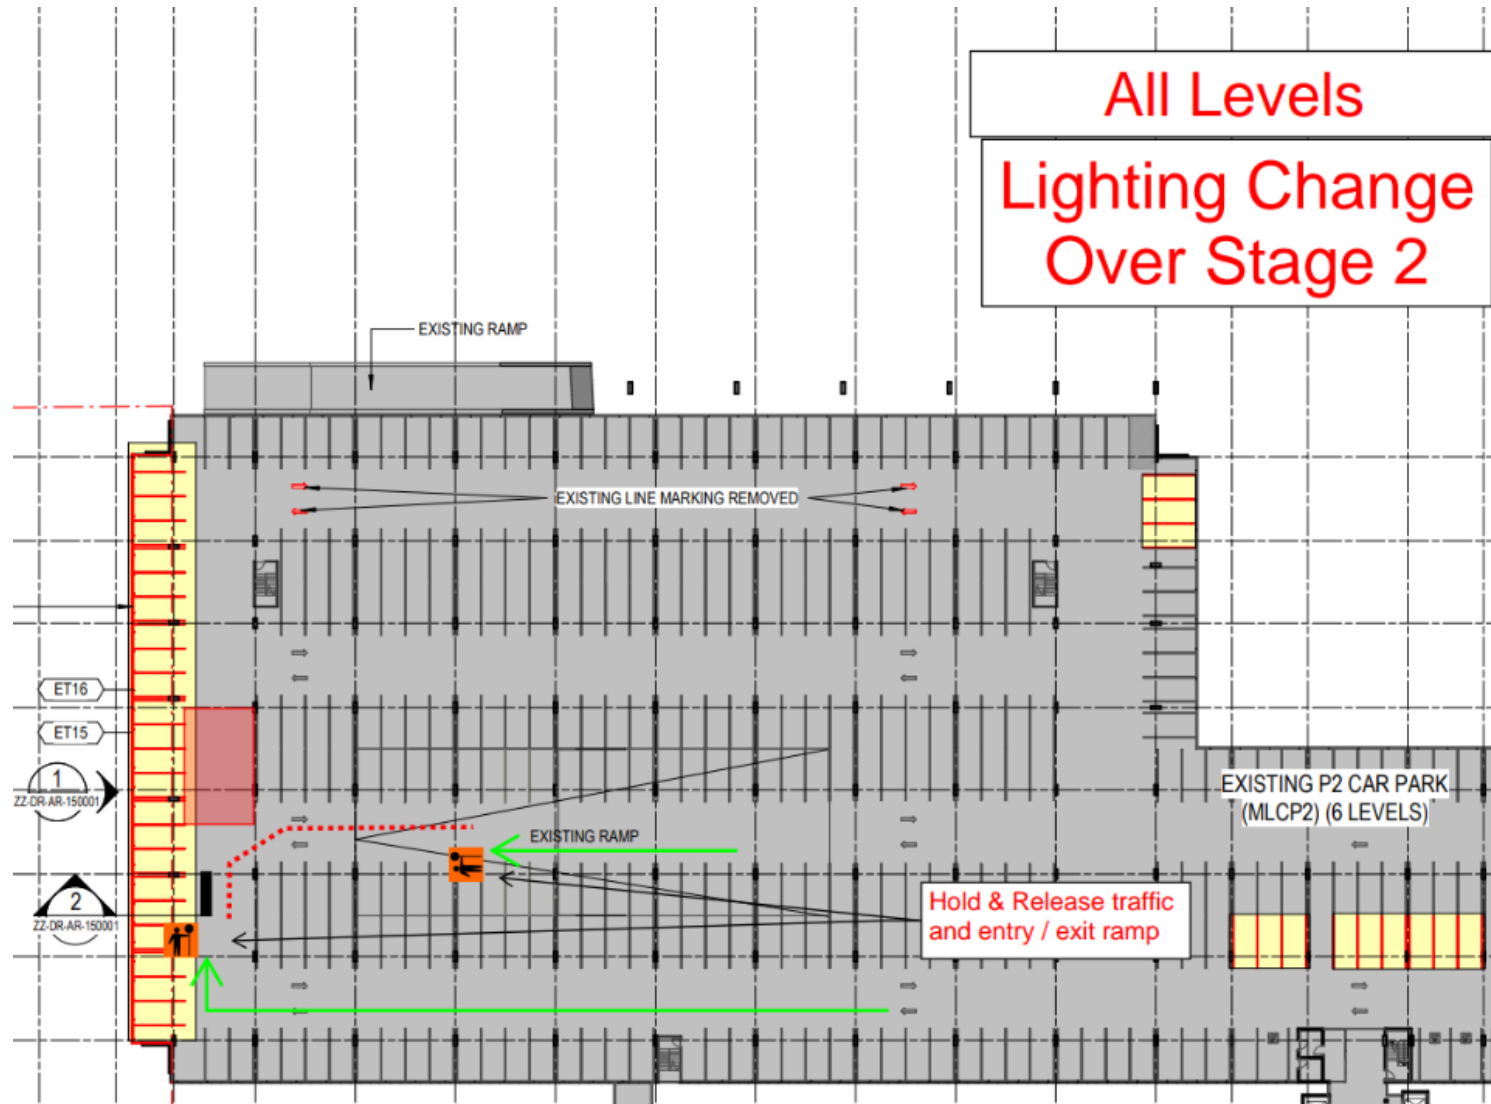 All Levels
Lighting Change
Over Stage 2
EXISTING RAMP
EXISTING LINE MARKING REMOVED
ET16
ET15
1
ZZ-DR-AR-150001
EXISTING P2 CAR PARK
(MLCP2) (6 LEVELS)
EXISTING RAMP
2
ZZ-DR-AR-150001
Hold & Release traffic
and entry / exit ramp